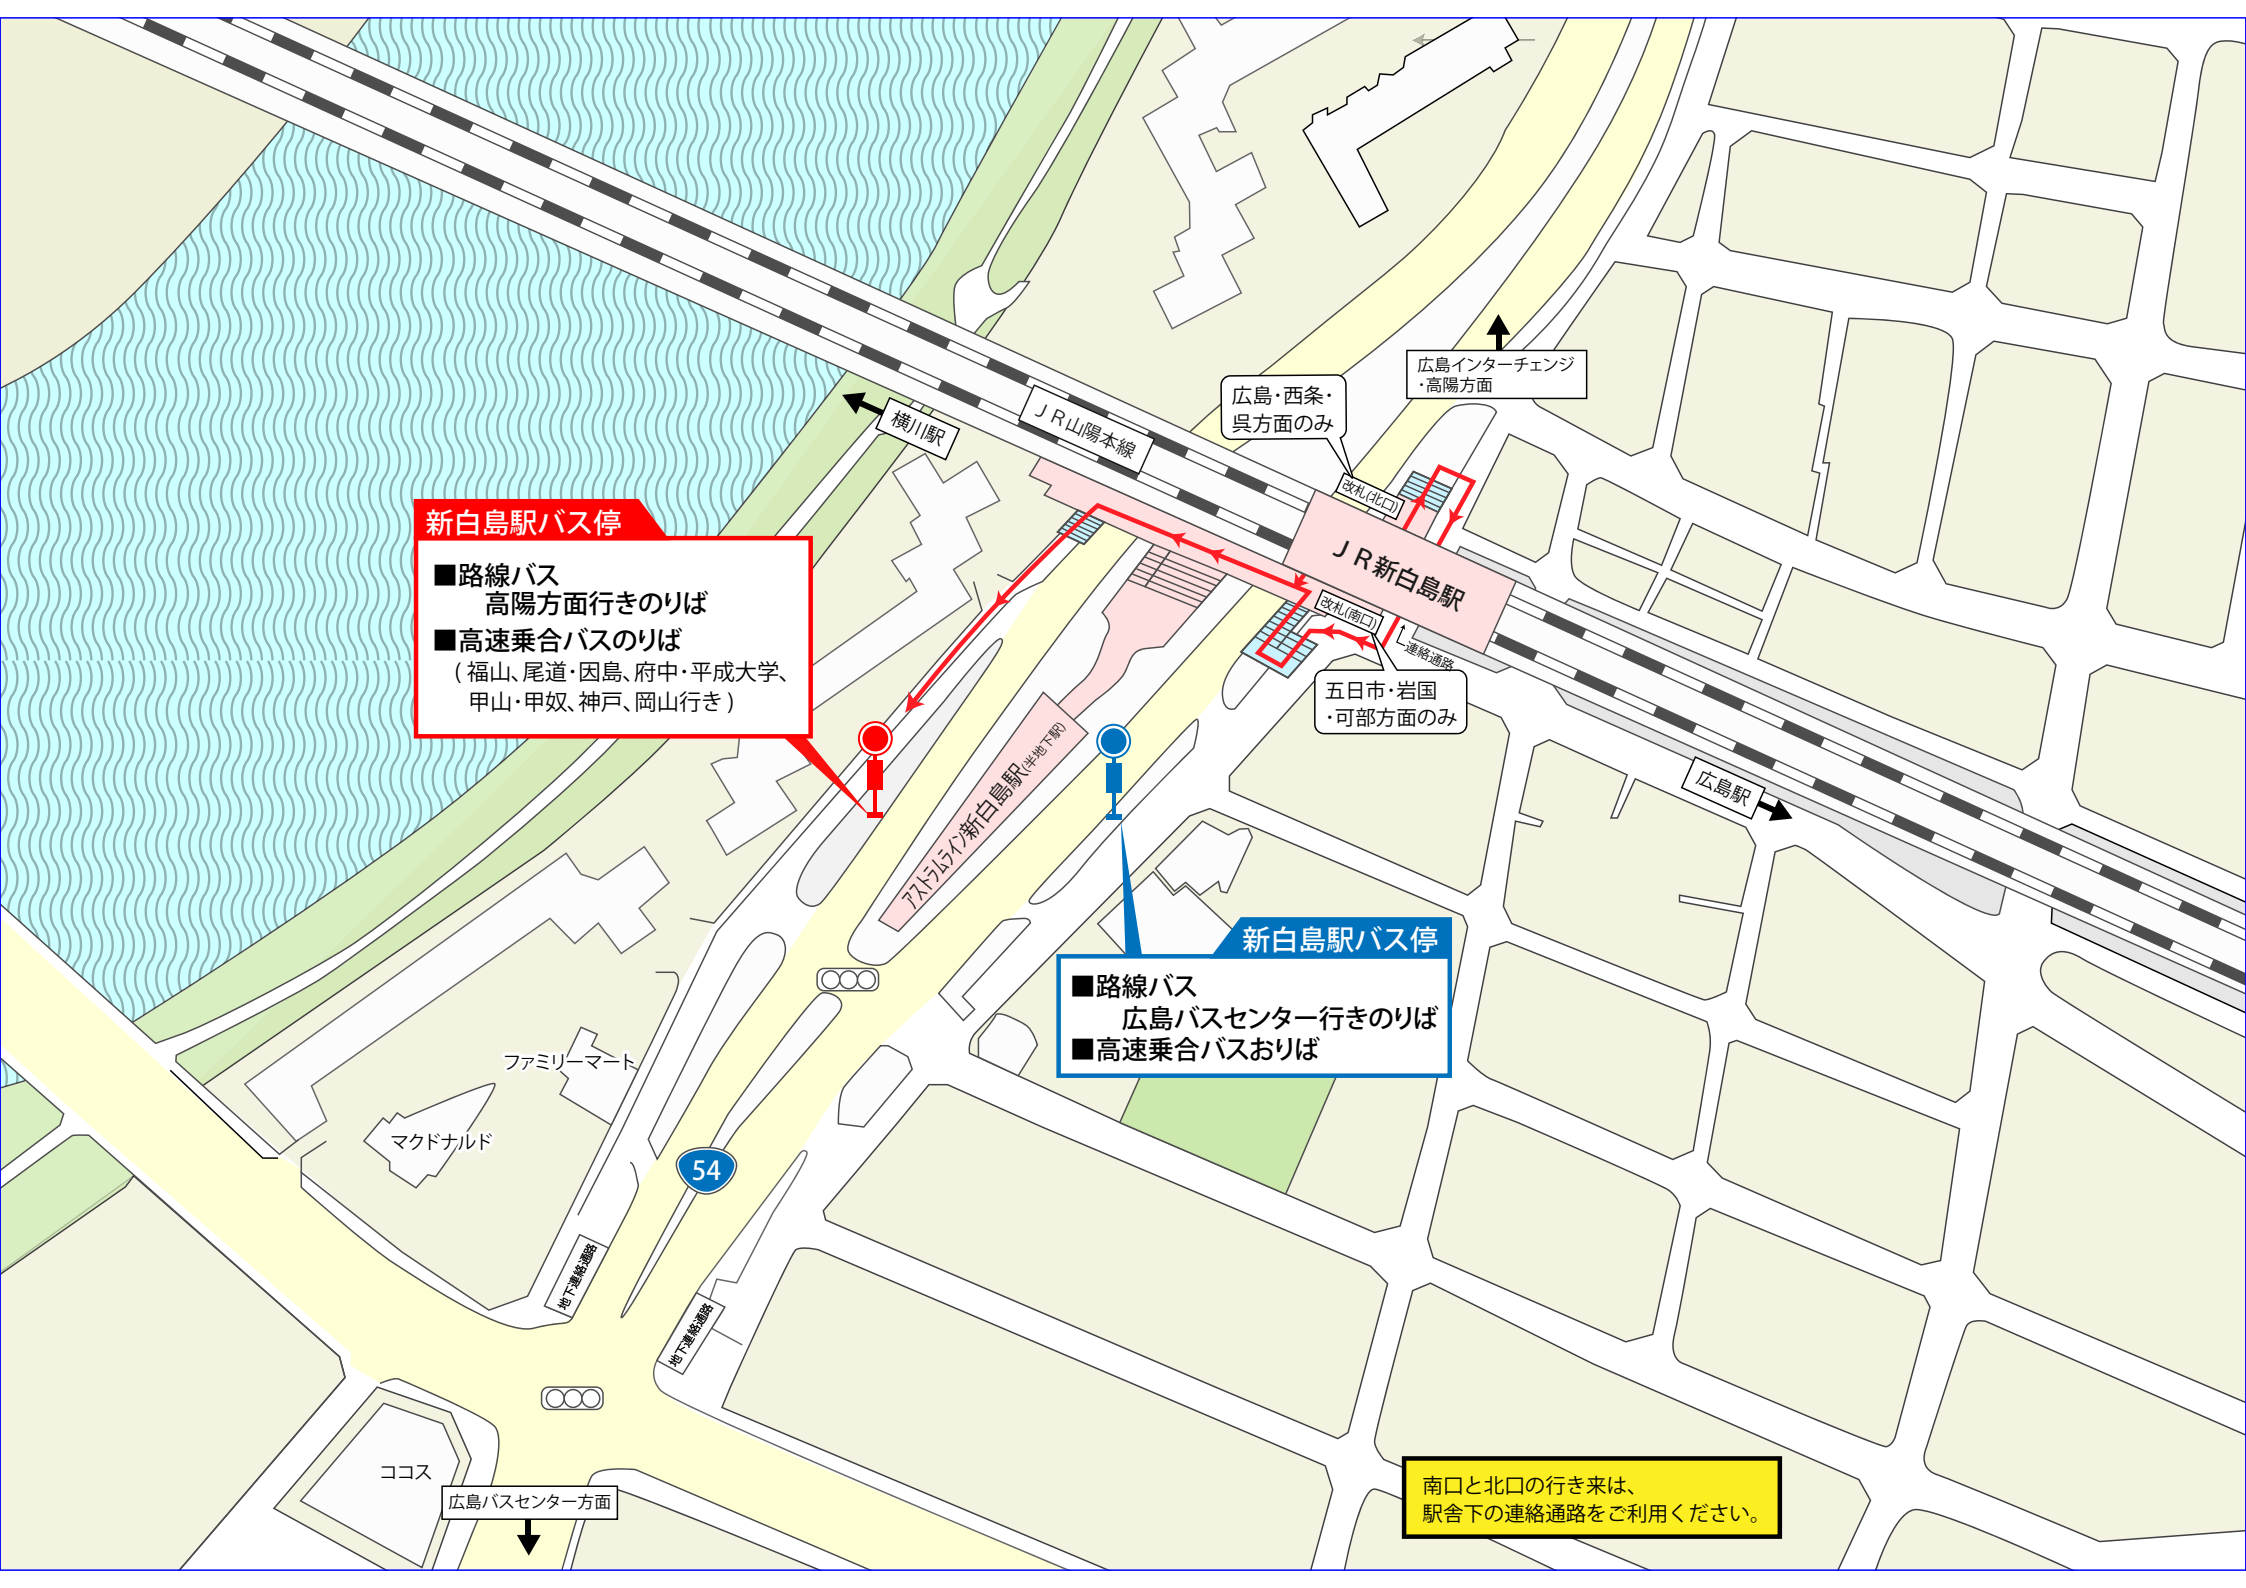 広島インターチェンジ
・高陽方面
広島・西条・
呉方面のみ
横川駅
ＪＲ山陽本線
改札(北口)
ＪＲ新白島駅
改札(南口)
連絡通路
五日市・岩国
・可部方面のみ
新白島駅バス停
■路線バス
高陽方面行きのりば
■高速乗合バスのりば
(福山、尾道・因島、府中・平成大学、
甲山・甲奴、神戸、岡山行き)
アストラムライン新白島駅(半地下駅)
広島駅
新白島駅バス停
■路線バス
広島バスセンター行きのりば
■高速乗合バスおりば
ファミリーマート
マクドナルド
54
地下連絡通路
地下連絡通路
ココス
広島バスセンター方面
南口と北口の行き来は、
駅舎下の連絡通路をご利用ください。